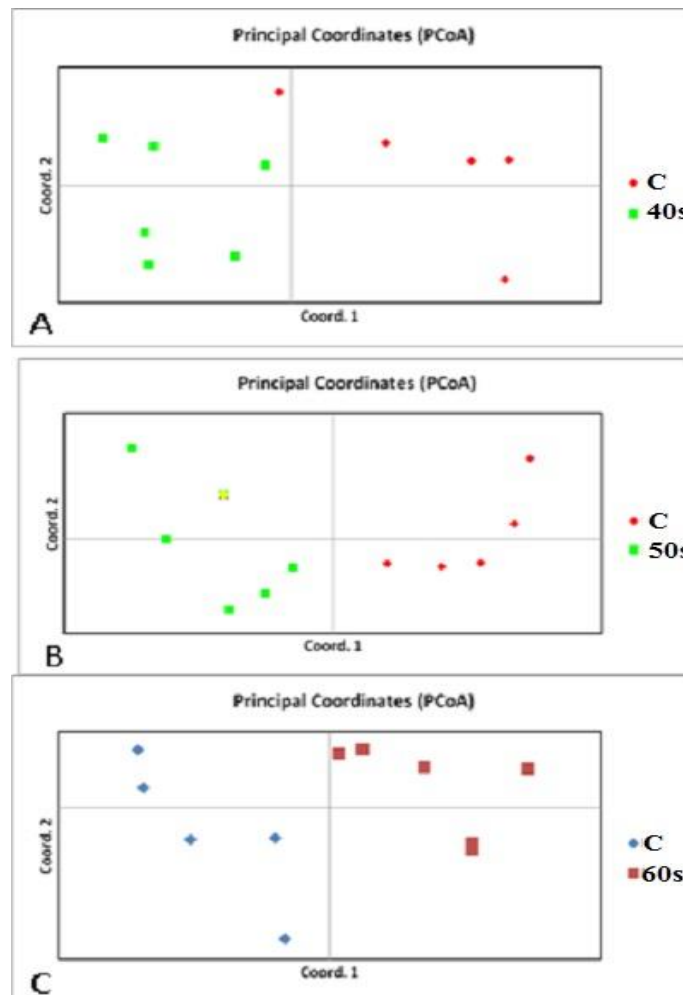 Principal Coordinates (PCoA)
Coord. 2
C
40s
Coord. 1
A
Principal Coordinates (PCoA)
Coord. 2
C
50s
Coord. 1
B
Principal Coordinates (PCoA)
Coord. 2
C
60s
Coord. 1
C